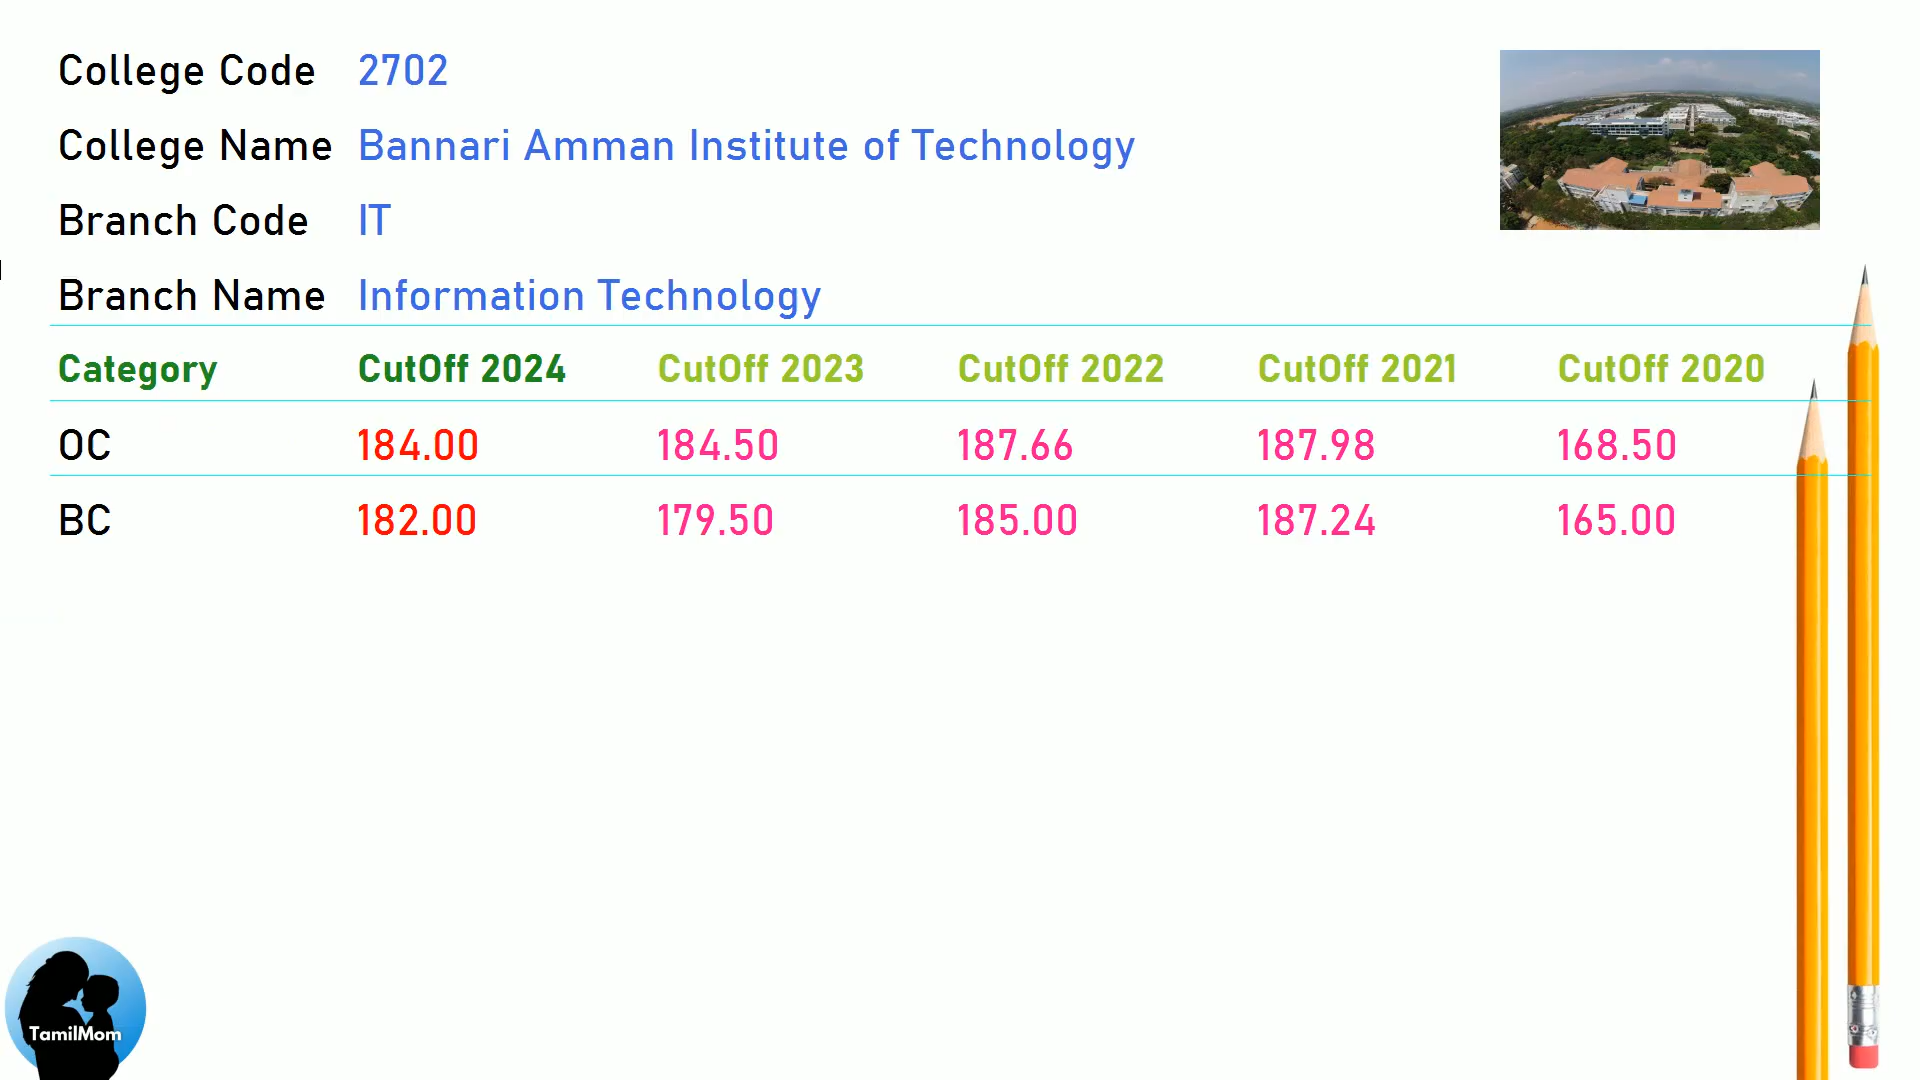 College Code 2702
College Name Bannari Amman Institute of Technology
Branch Code IT
Branch Name Information Technology
Category CutOff 2024 CutOff 2023 CutOff 2022 CutOff 2021 CutOff 2020
OC 184.00 184.50 187.66 187.98 168.50
BC 182.00 179.50 185.00 187.24 165.00
TamilMom